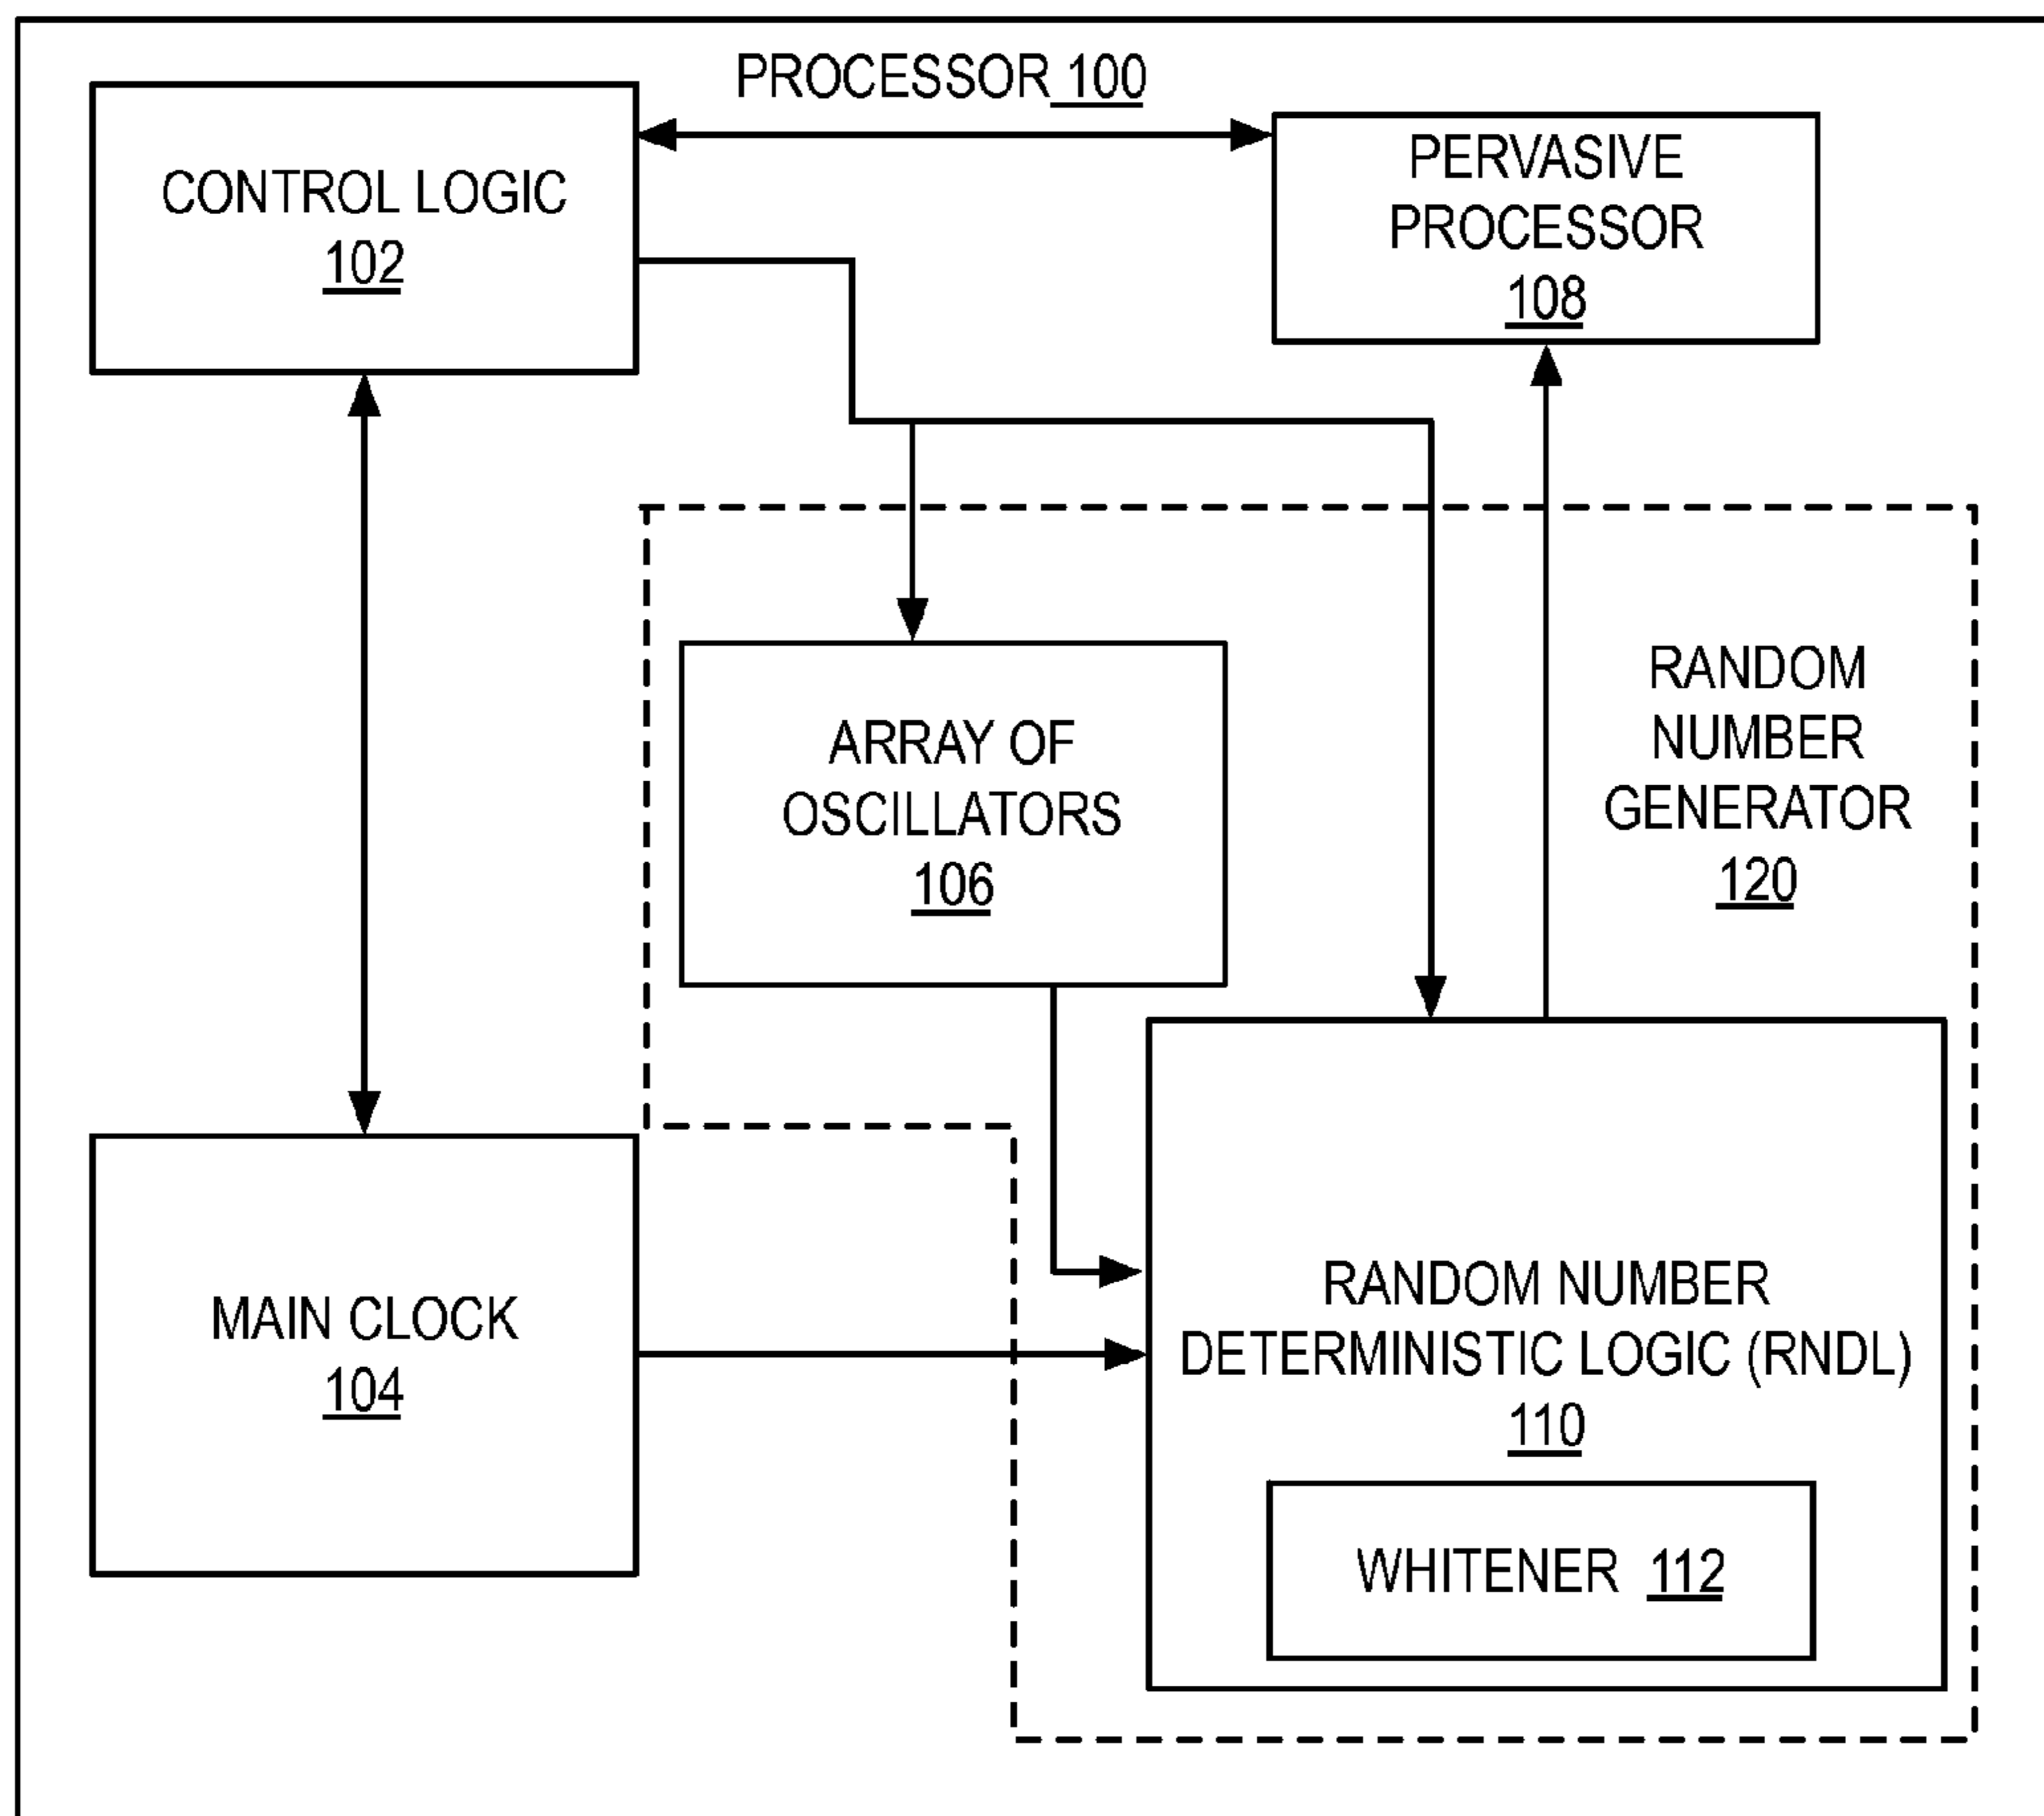 PROCESSOR 100
CONTROL LOGIC
102
PERVASIVE
PROCESSOR
108
ARRAY OF
OSCILLATORS
106
RANDOM
NUMBER
GENERATOR
120
MAIN CLOCK
104
RANDOM NUMBER
DETERMINISTIC LOGIC (RNDL)
110
WHITENER 112